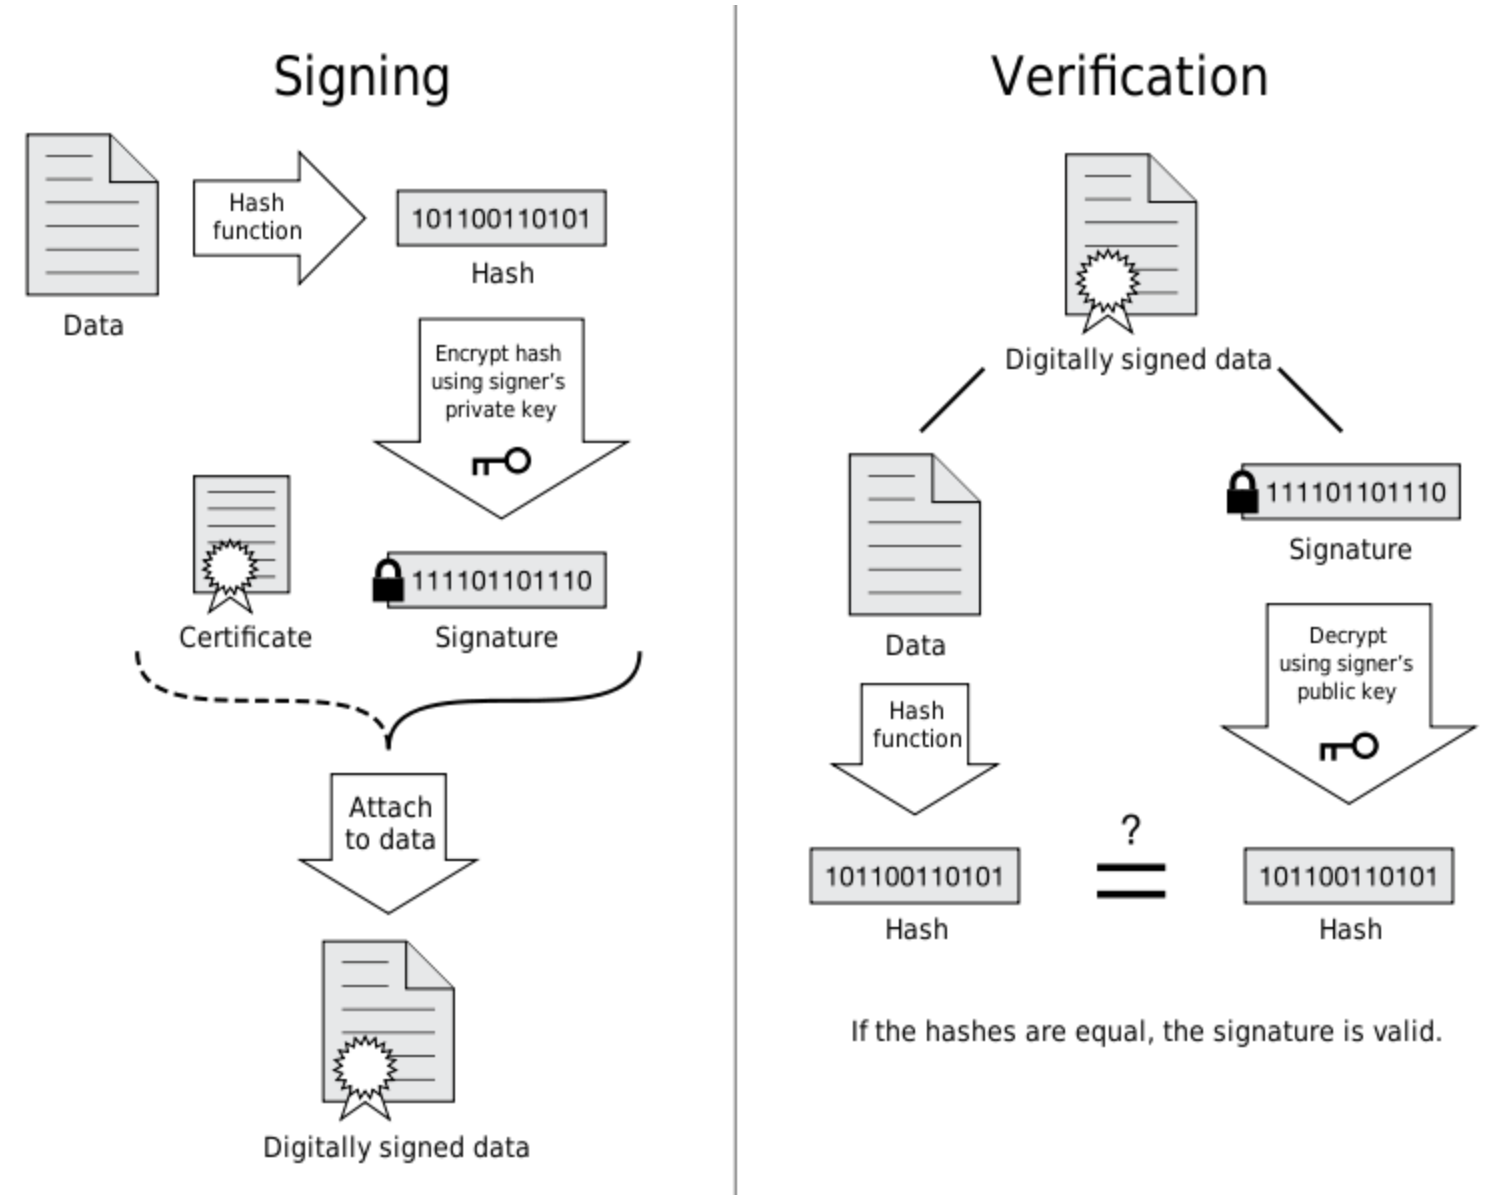 Signing
Hash
function
101100110101
Hash
Data
Encrypt hash
using signer's
private key
111101101110
Certificate
Signature
Attach
to data
Digitally signed data
Verification
Digitally signed data
111101101110
Signature
Data
Decrypt
using signer's
public key
Hash
function
?
101100110101
=
101100110101
Hash
Hash
If the hashes are equal, the signature is valid.